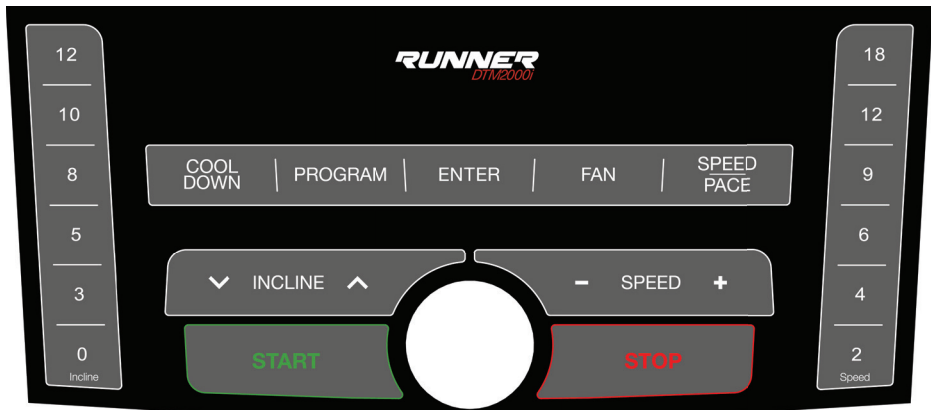 RUNNER
DTM2000i
12
10
8
5
3
0
Incline
COOL
DOWN
PROGRAM
ENTER
FAN
SPEED
PACE
INCLINE
- SPEED +
START
STOP
18
12
9
6
4
2
Speed